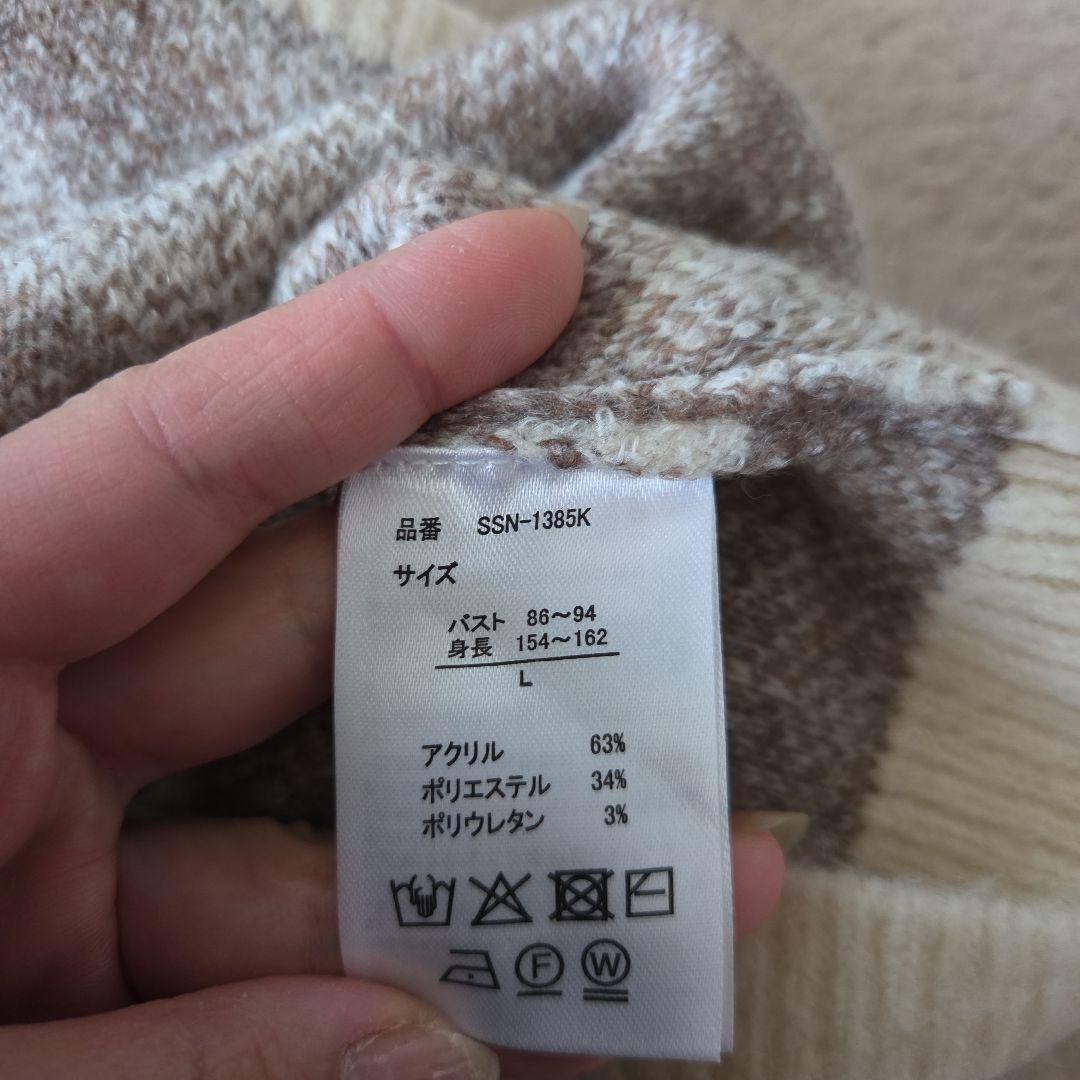 品番 SSN-1385K
サイズ
バスト 86～94
身長 154～162
L
アクリル 63%
ポリエステル 34%
ポリウレタン 3%
F W